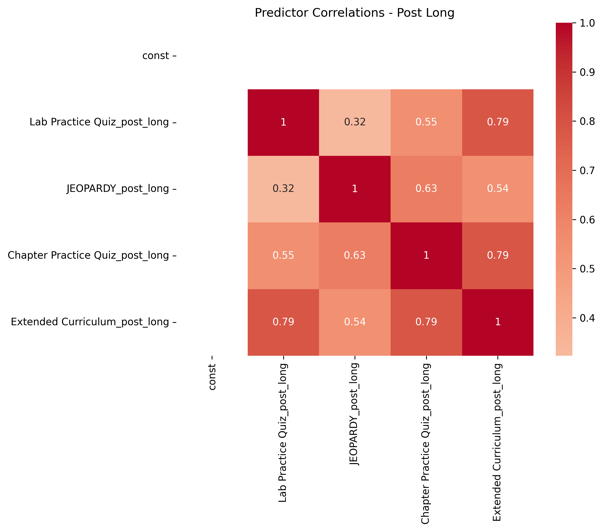 Predictor Correlations - Post Long
const
Lab Practice Quiz_post_long
1 0.32 0.55 0.79
JEOPARDY_post_long
0.32 1 0.63 0.54
Chapter Practice Quiz_post_long
0.55 0.63 1 0.79
Extended Curriculum_post_long
0.79 0.54 0.79 1
const
Lab Practice Quiz_post_long
JEOPARDY_post_long
Chapter Practice Quiz_post_long
Extended Curriculum_post_long
1.0
0.9
0.8
0.7
0.6
0.5
0.4